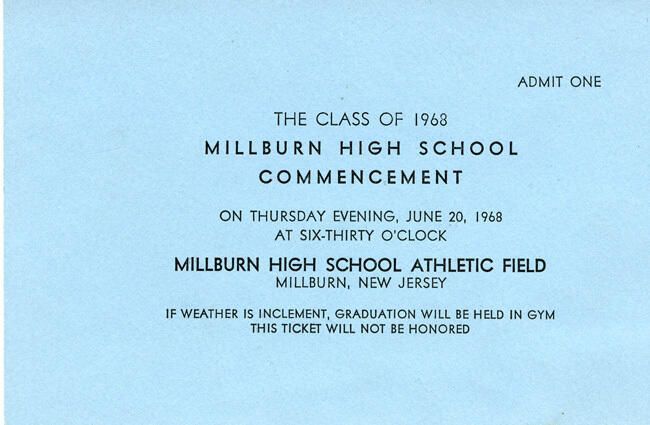 ADMIT ONE
THE CLASS OF 1968
MILLBURN HIGH SCHOOL
COMMENCEMENT
ON THURSDAY EVENING, JUNE 20, 1968
AT SIX-THIRTY O'CLOCK
MILLBURN HIGH SCHOOL ATHLETIC FIELD
MILLBURN, NEW JERSEY
IF WEATHER IS INCLEMENT, GRADUATION WILL BE HELD IN GYM
THIS TICKET WILL NOT BE HONORED